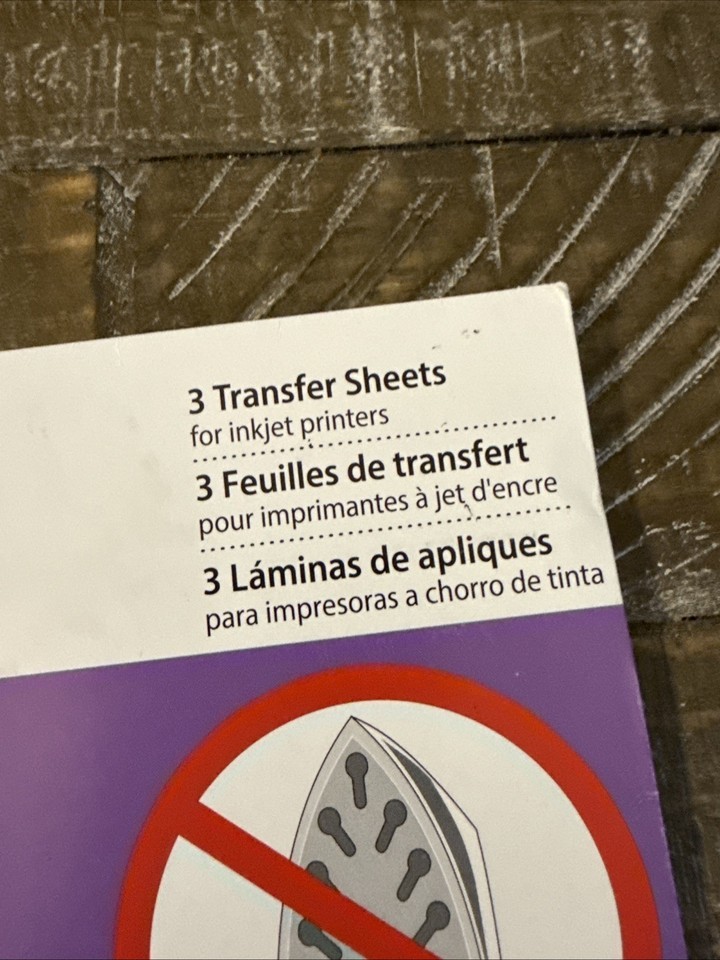 3 Transfer Sheets
for inkjet printers
3 Feuilles de transfert
pour imprimantes à jet d'encre
3 Láminas de apliques
para impresoras a chorro de tinta